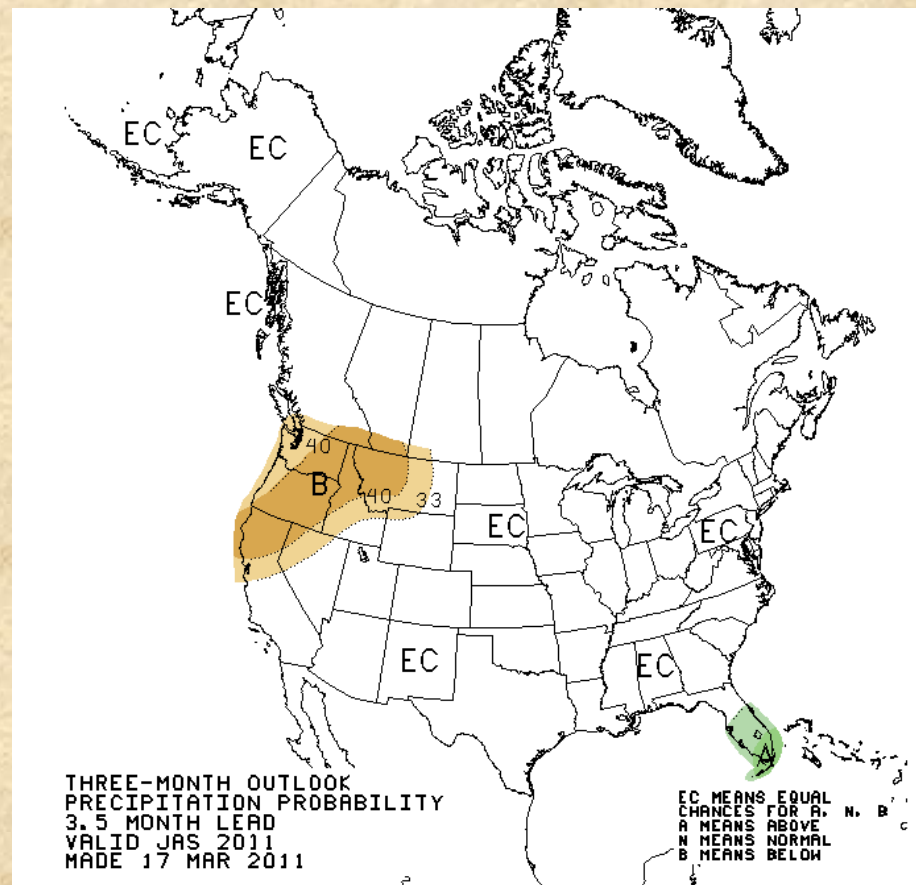 EC
EC
EC
40
B
40
33
EC
EC
EC
EC
A
THREE-MONTH OUTLOOK
PRECIPITATION PROBABILITY
3.5 MONTH LEAD
VALID JAS 2011
MADE 17 MAR 2011
EC MEANS EQUAL
CHANCES FOR A, N, B
A MEANS ABOVE
N MEANS NORMAL
B MEANS BELOW
C